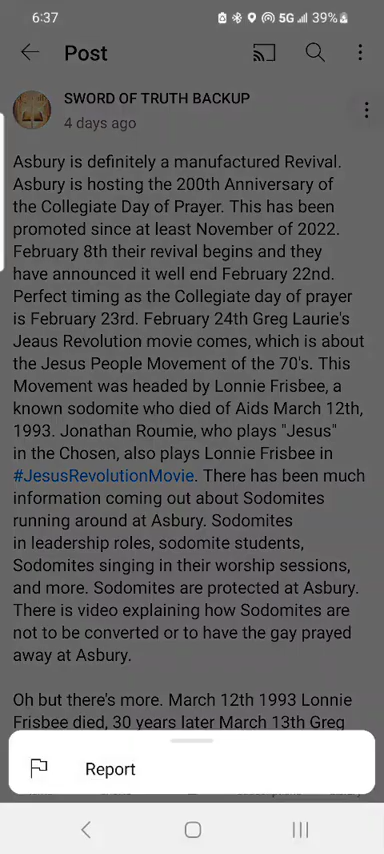 6:37
5G
39%
Post
SWORD OF TRUTH BACKUP
4 days ago
Asbury is definitely a manufactured Revival.
Asbury is hosting the 200th Anniversary of
the Collegiate Day of Prayer. This has been
promoted since at least November of 2022.
February 8th their revival begins and they
have announced it well end February 22nd.
Perfect timing as the Collegiate day of prayer
is February 23rd. February 24th Greg Laurie's
Jeaus Revolution movie comes, which is about
the Jesus People Movement of the 70's. This
Movement was headed by Lonnie Frisbee, a
known sodomite who died of Aids March 12th,
1993. Jonathan Roumie, who plays "Jesus"
in the Chosen, also plays Lonnie Frisbee in
#JesusRevolutionMovie. There has been much
information coming out about Sodomites
running around at Asbury. Sodomites
in leadership roles, sodomite students,
Sodomites singing in their worship sessions,
and more. Sodomites are protected at Asbury.
There is video explaining how Sodomites are
not to be converted or to have the gay prayed
away at Asbury.
Oh but there's more. March 12th 1993 Lonnie
Frisbee died, 30 years later March 13th Greg
Report